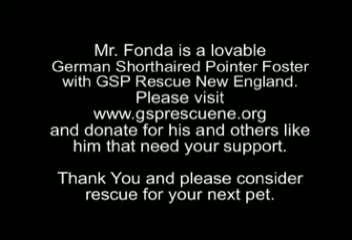 Mr. Fonda is a lovable
German Shorthaired Pointer Foster
with GSP Rescue New England.
Please visit
www.gsprescuene.org
and donate for his and others like
him that need your support.
Thank You and please consider
rescue for your next pet.